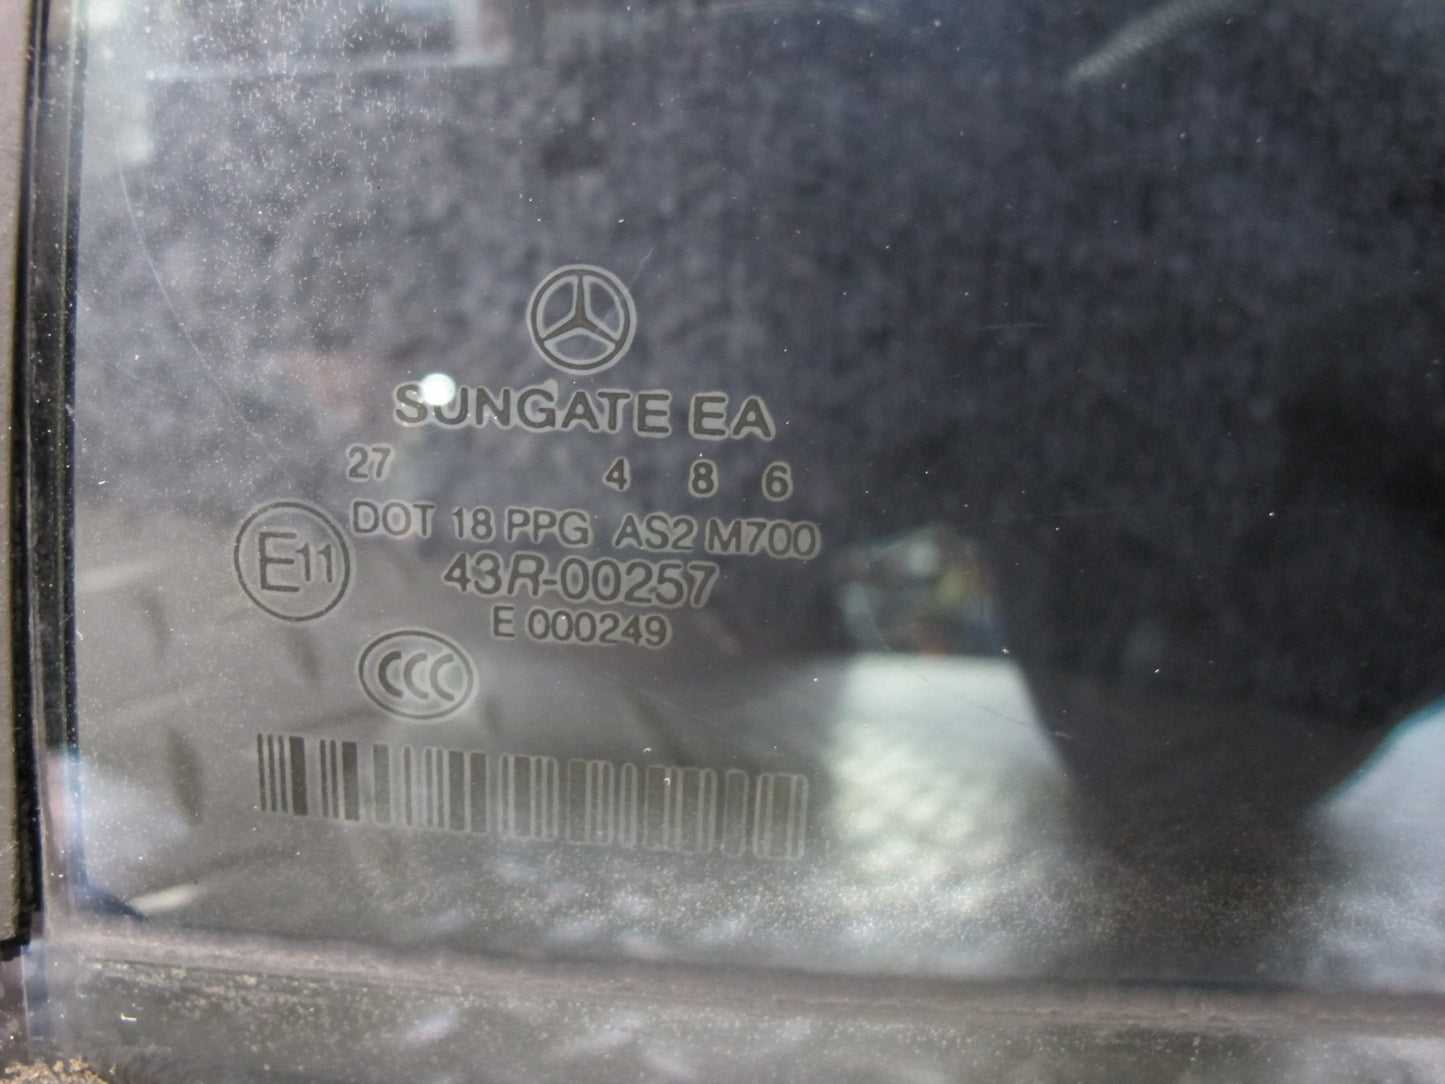 SUNGATE EA
27 4 8 6
DOT 18 PPG AS2 M700
E11 43R-00257
E 000249
CCC